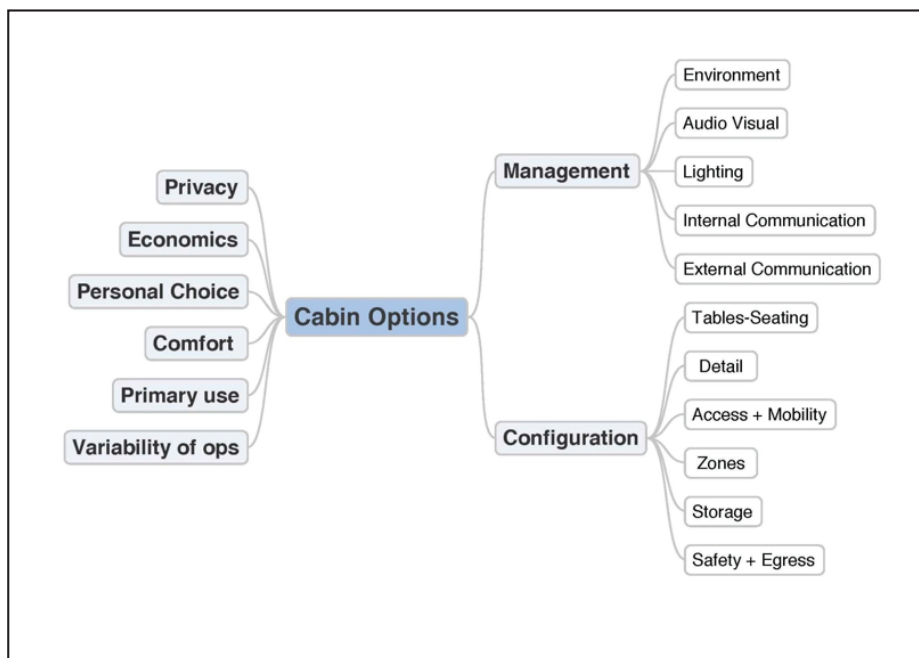 Privacy
Economics
Personal Choice
Comfort
Primary use
Variability of ops
Cabin Options
Management
Environment
Audio Visual
Lighting
Internal Communication
External Communication
Configuration
Tables-Seating
Detail
Access + Mobility
Zones
Storage
Safety + Egress